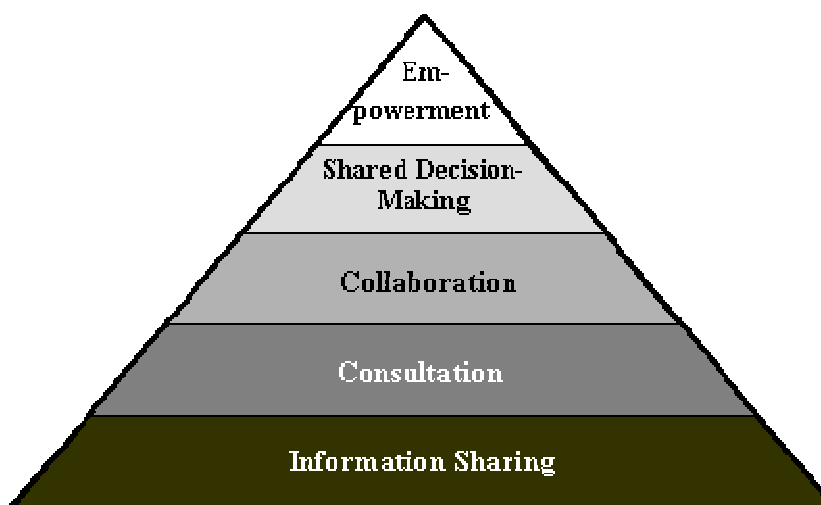 Em-
powerment
Shared Decision-
Making
Collaboration
Consultation
Information Sharing